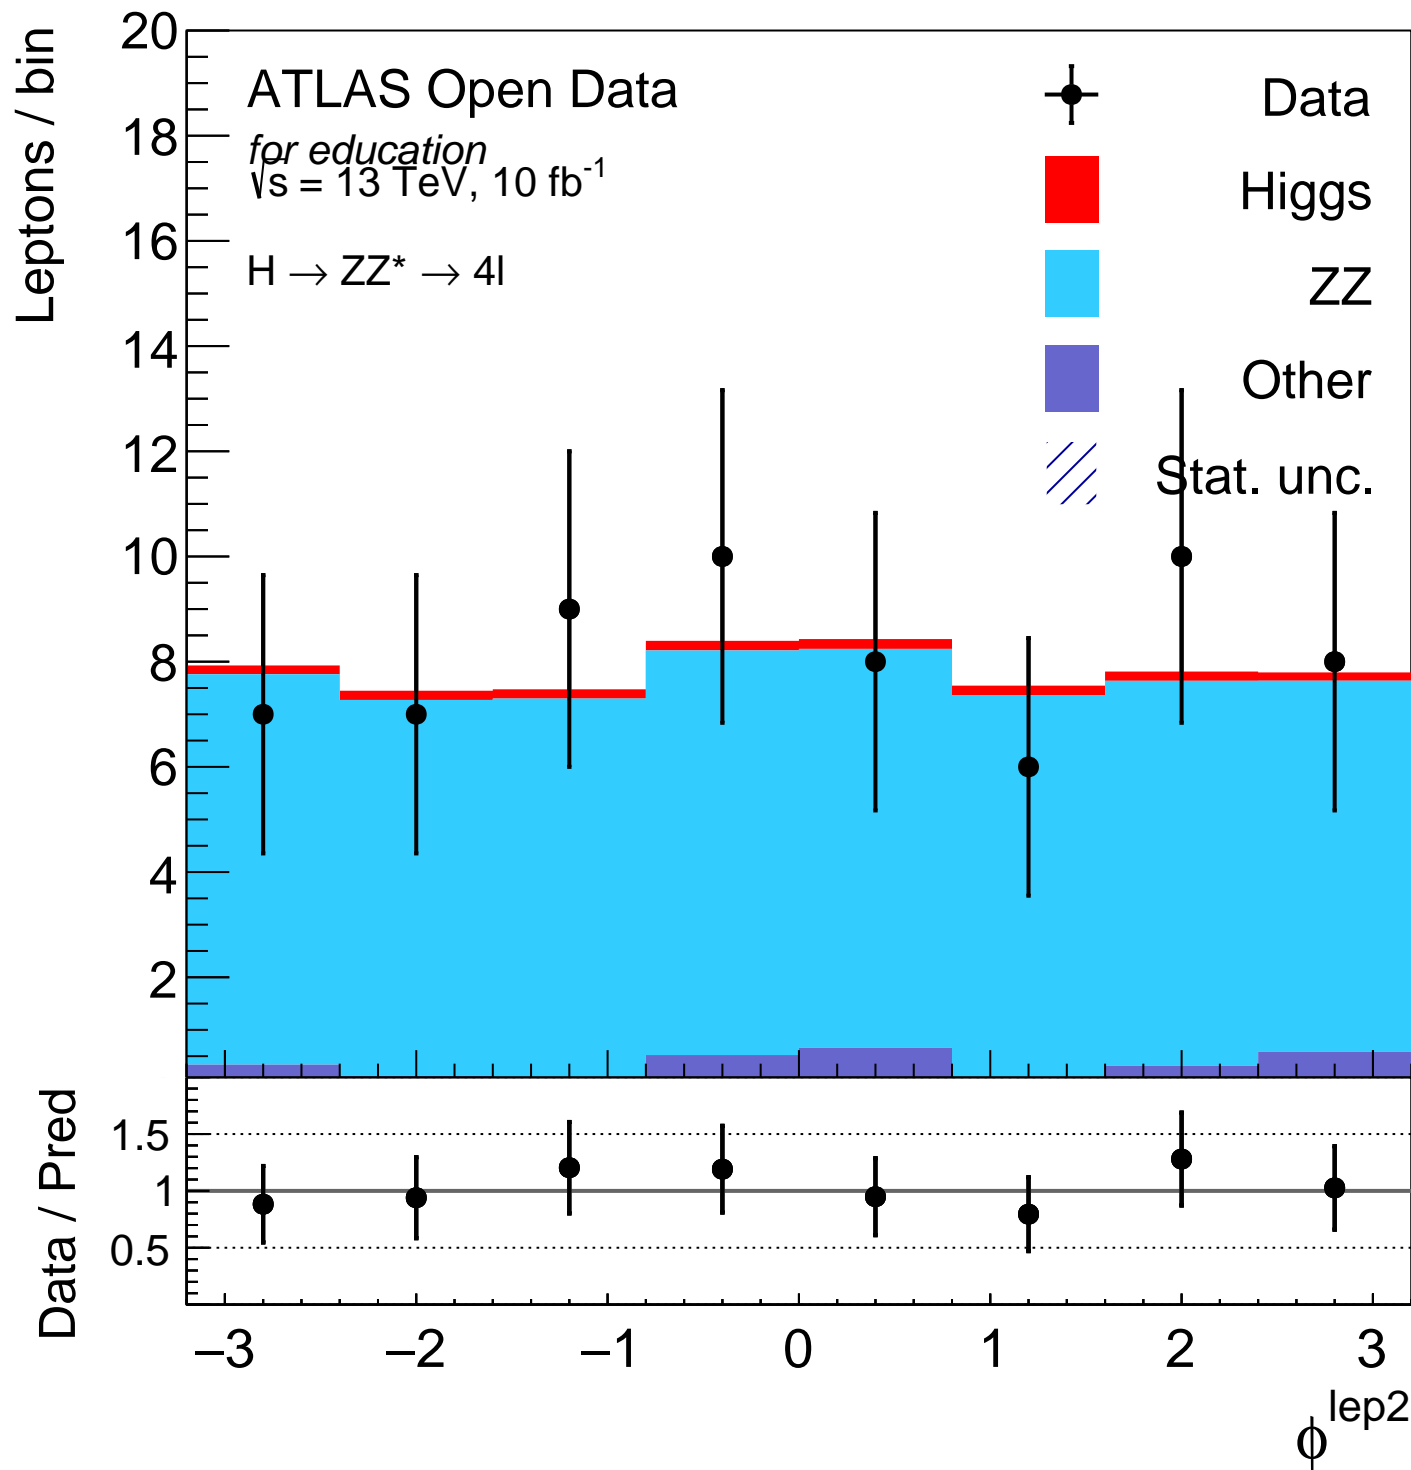 Leptons / bin
20
18
16
14
12
10
8
6
4
2
ATLAS Open Data
for education
√s = 13 TeV, 10 fb-1
H → ZZ* → 4l
Data
Higgs
ZZ
Other
Stat. unc.
Data / Pred
1.5
1
0.5
−3 −2 −1 0 1 2 3
ϕlep2